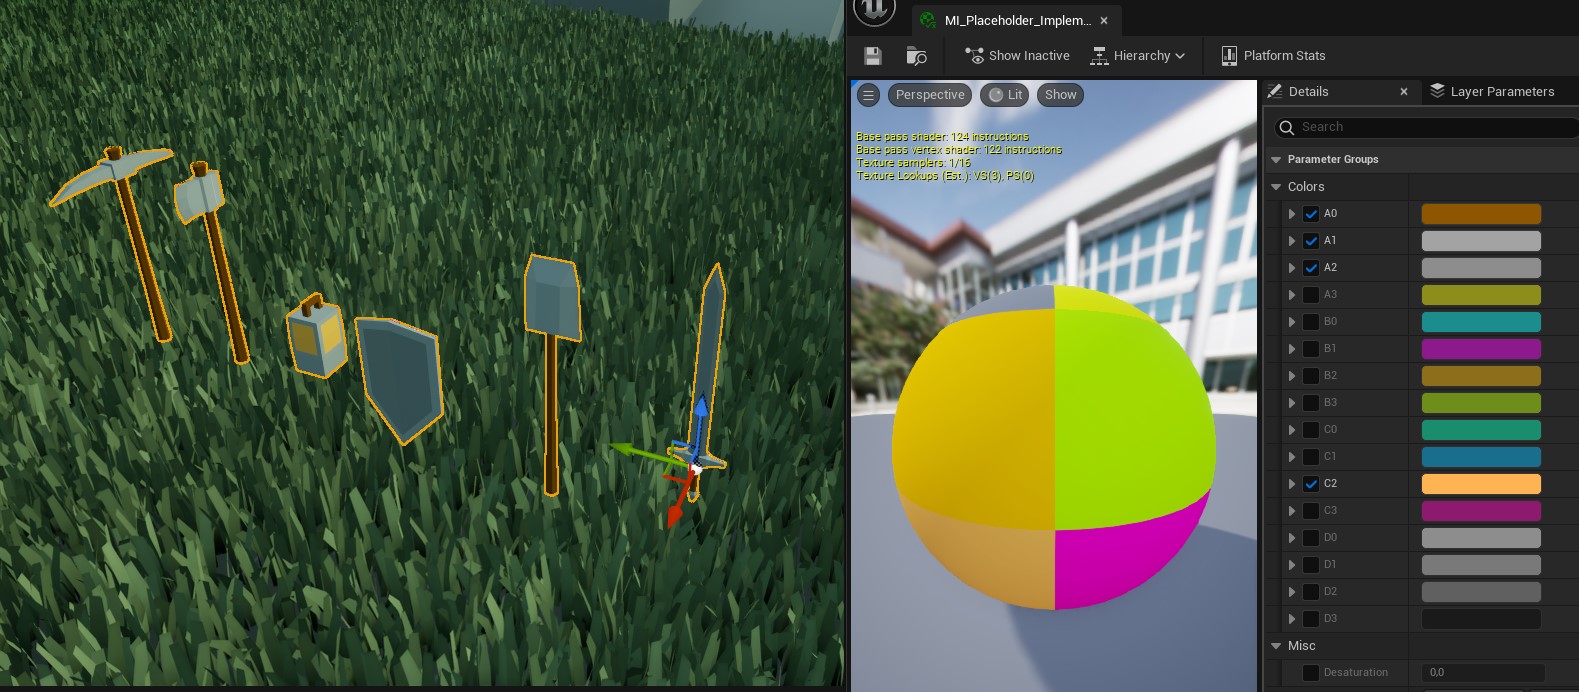 MI_Placeholder_Implem...
Show Inactive
Hierarchy
Platform Stats
Perspective
Lit
Show
Base pass shader: 124 instructions
Base pass vertex shader: 122 instructions
Texture samplers: 1/16
Texture Lookups (Est.): VS(3), PS(0)
Details
Layer Parameters
Search
Parameter Groups
Colors
A0
A1
A2
A3
B0
B1
B2
B3
C0
C1
C2
C3
D0
D1
D2
D3
Misc
Desaturation
0,0